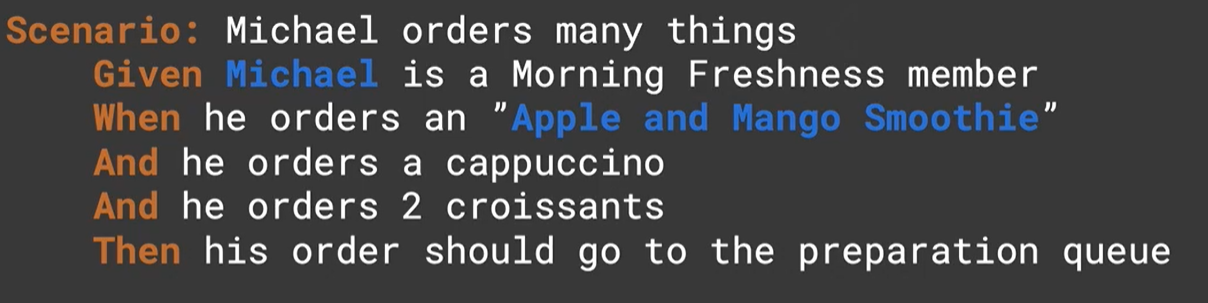 Scenario: Michael orders many things
Given Michael is a Morning Freshness member
When he orders an ”Apple and Mango Smoothie”
And he orders a cappuccino
And he orders 2 croissants
Then his order should go to the preparation queue